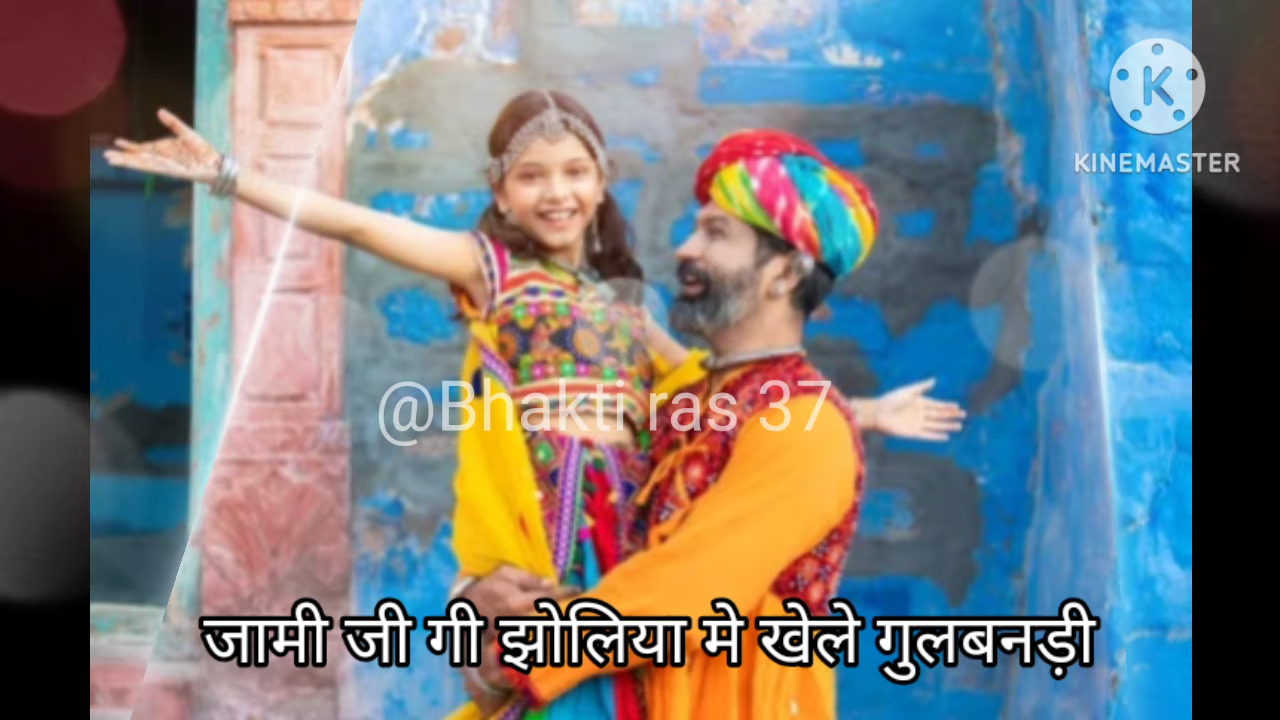 KINEMASTER
@Bhakti ras 37
जामी जी गी झोलिया मे खेले गुलबनड़ी